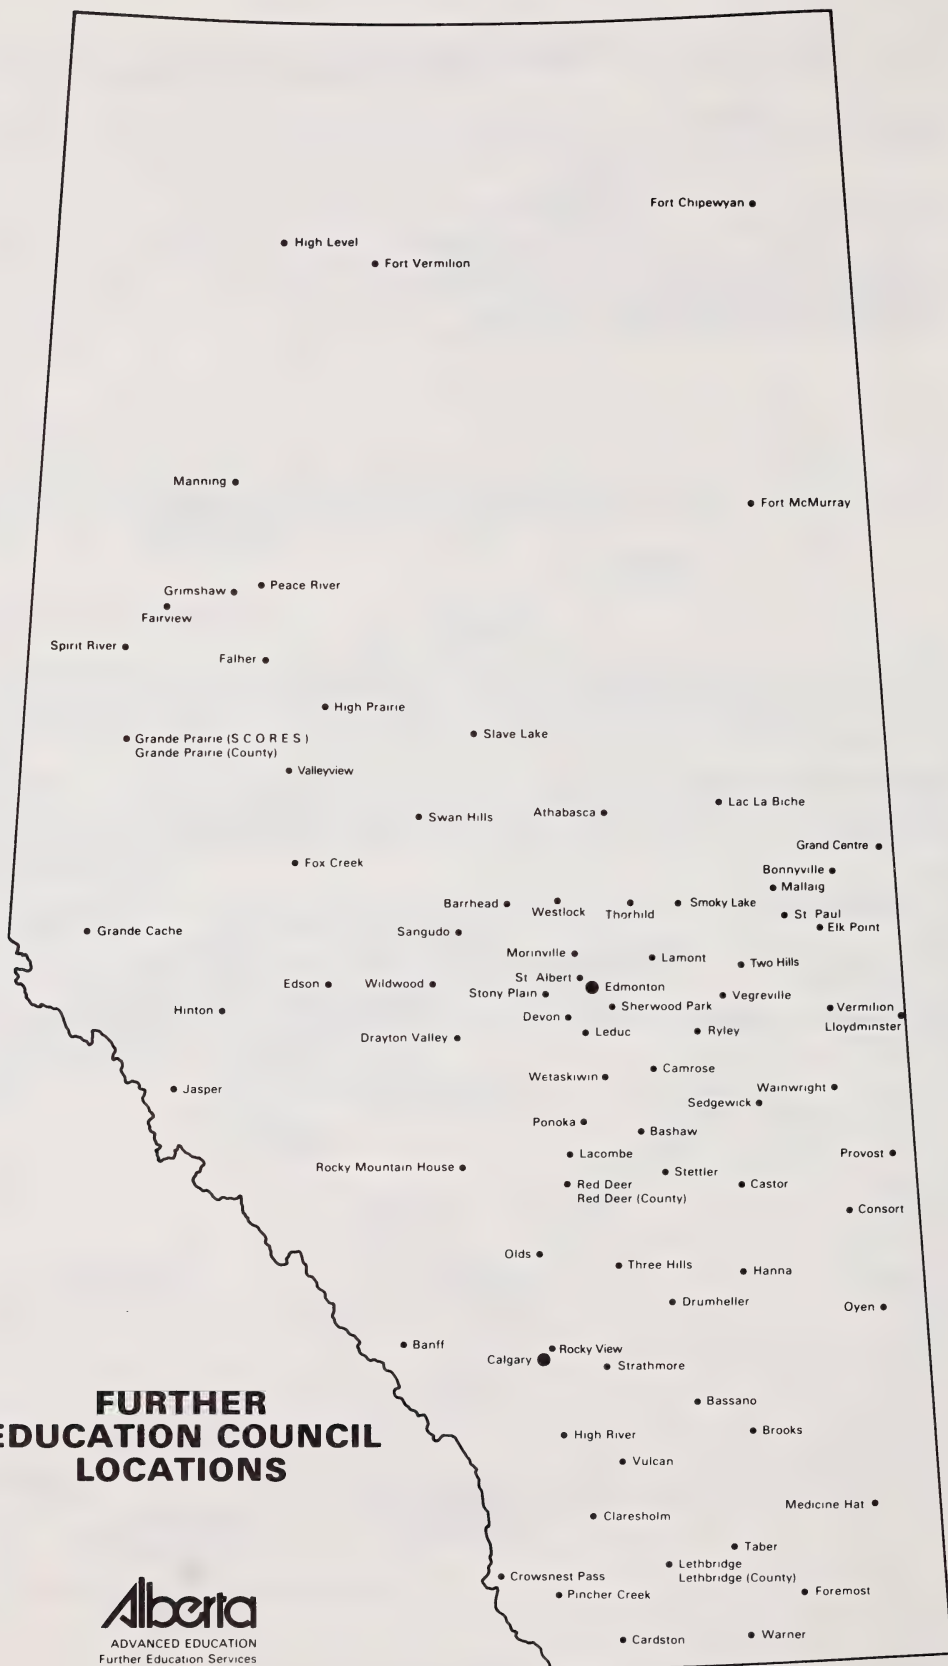 Fort Chipewyan
High Level
Fort Vermilion
Manning
Fort McMurray
Peace River
Grimshaw
Fairview
Spirit River
Falher
High Prairie
Slave Lake
Grande Prairie (S C O R E S)
Grande Prairie (County)
Valleyview
Lac La Biche
Swan Hills
Athabasca
Grand Centre
Fox Creek
Bonnyville
Mallaig
Barrhead
Westlock
Thorhild
Smoky Lake
St Paul
Elk Point
Grande Cache
Sangudo
Morinville
Lamont
Two Hills
St Albert
Edson
Wildwood
Edmonton
Stony Plain
Vegreville
Hinton
Sherwood Park
Vermilion
Devon
Lloydminster
Leduc
Ryley
Drayton Valley
Camrose
Wetaskiwin
Jasper
Wainwright
Sedgewick
Ponoka
Bashaw
Lacombe
Provost
Rocky Mountain House
Stettler
Red Deer
Red Deer (County)
Castor
Consort
Olds
Three Hills
Hanna
Drumheller
Oyen
Banff
Rocky View
Calgary
Strathmore
Bassano
FURTHER
EDUCATION COUNCIL
LOCATIONS
High River
Brooks
Vulcan
Medicine Hat
Claresholm
Taber
Lethbridge
Lethbridge (County)
Crowsnest Pass
Pincher Creek
Foremost
Warner
Cardston
Alberta
ADVANCED EDUCATION
Further Education Services